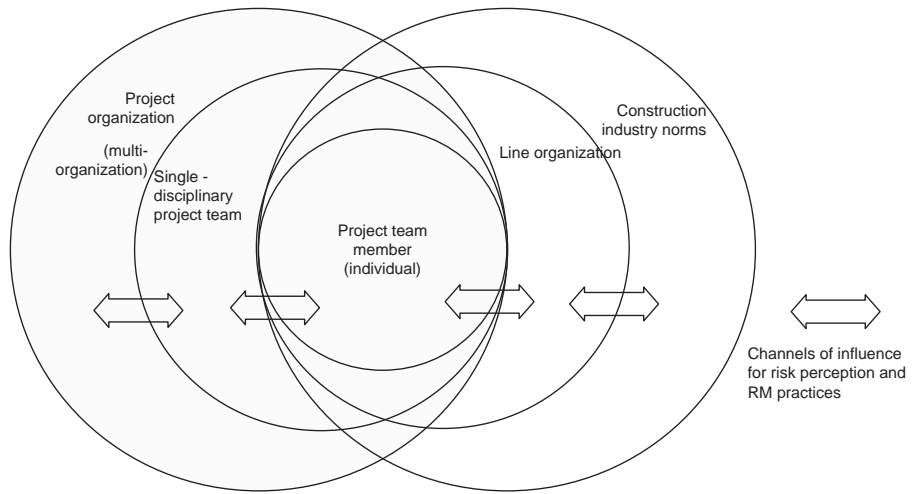 Project
organization
(multi-
organization)
Single -
disciplinary
project team
Project team
member
(individual)
Line organization
Construction
industry norms
Channels of influence
for risk perception and
RM practices